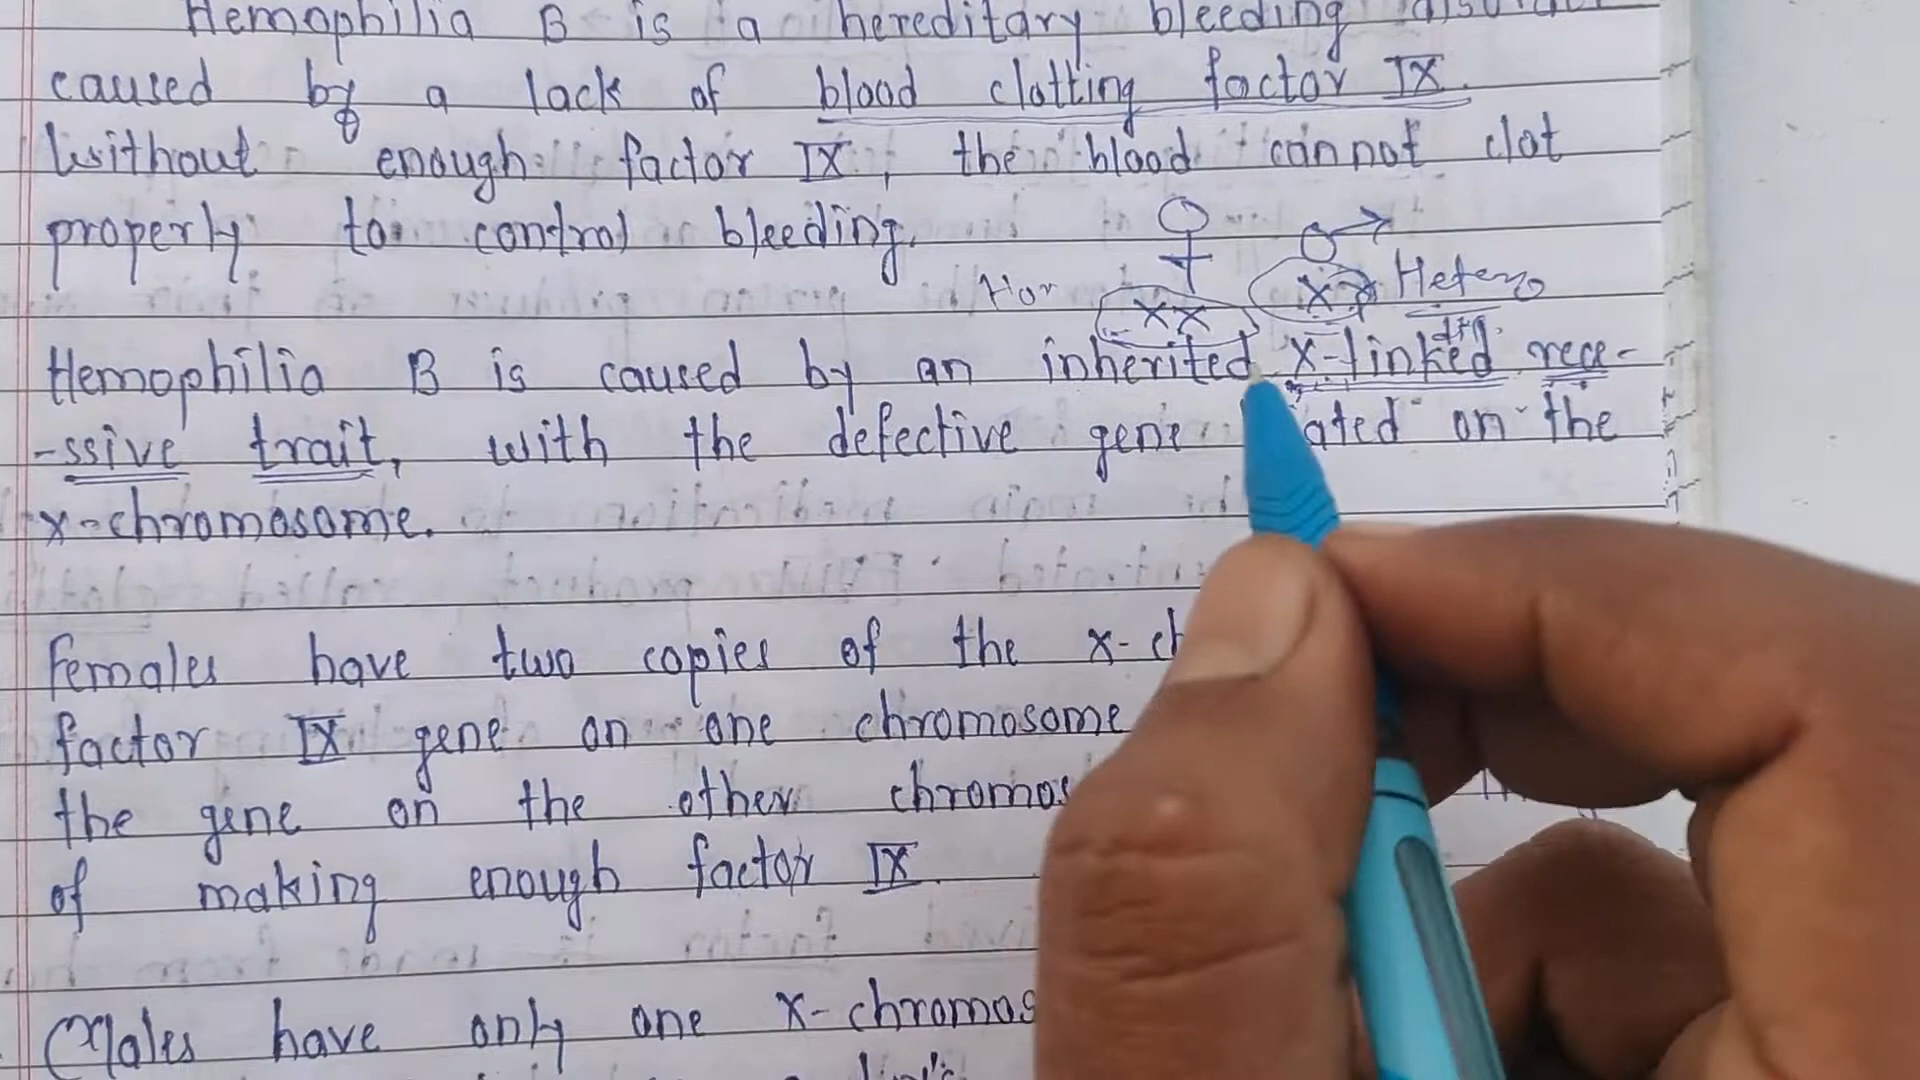 Hemophilia B is a hereditary bleeding
caused by a lack of blood clotting factor IX.
Without enough factor IX, the blood cannot clot
properly to control bleeding.
Hetero
XX
Hemophilia B is caused by an inherited X-linked rece-
-ssive trait, with the defective gene ated on the
x-chromosome.
Females have two copies of the x-ch
factor IX gene on one chromosome
the gene on the other chromos
of making enough factor IX
Males have only one x-chromos